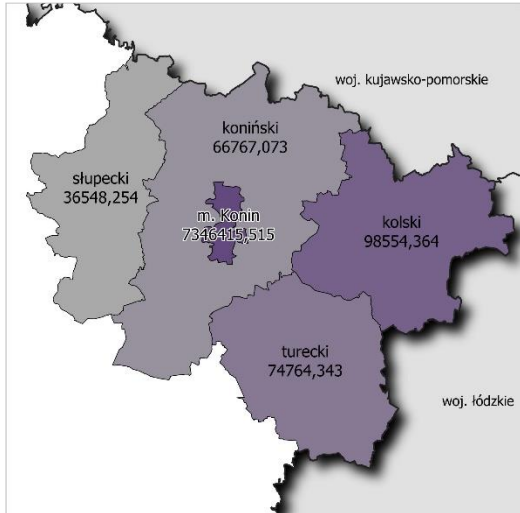 woj. kujawsko-pomorskie
koniński
66767,073
słupecki
36548,254
m. Konin
7346415,515
kolski
98554,364
turecki
74764,343
woj. łódzkie